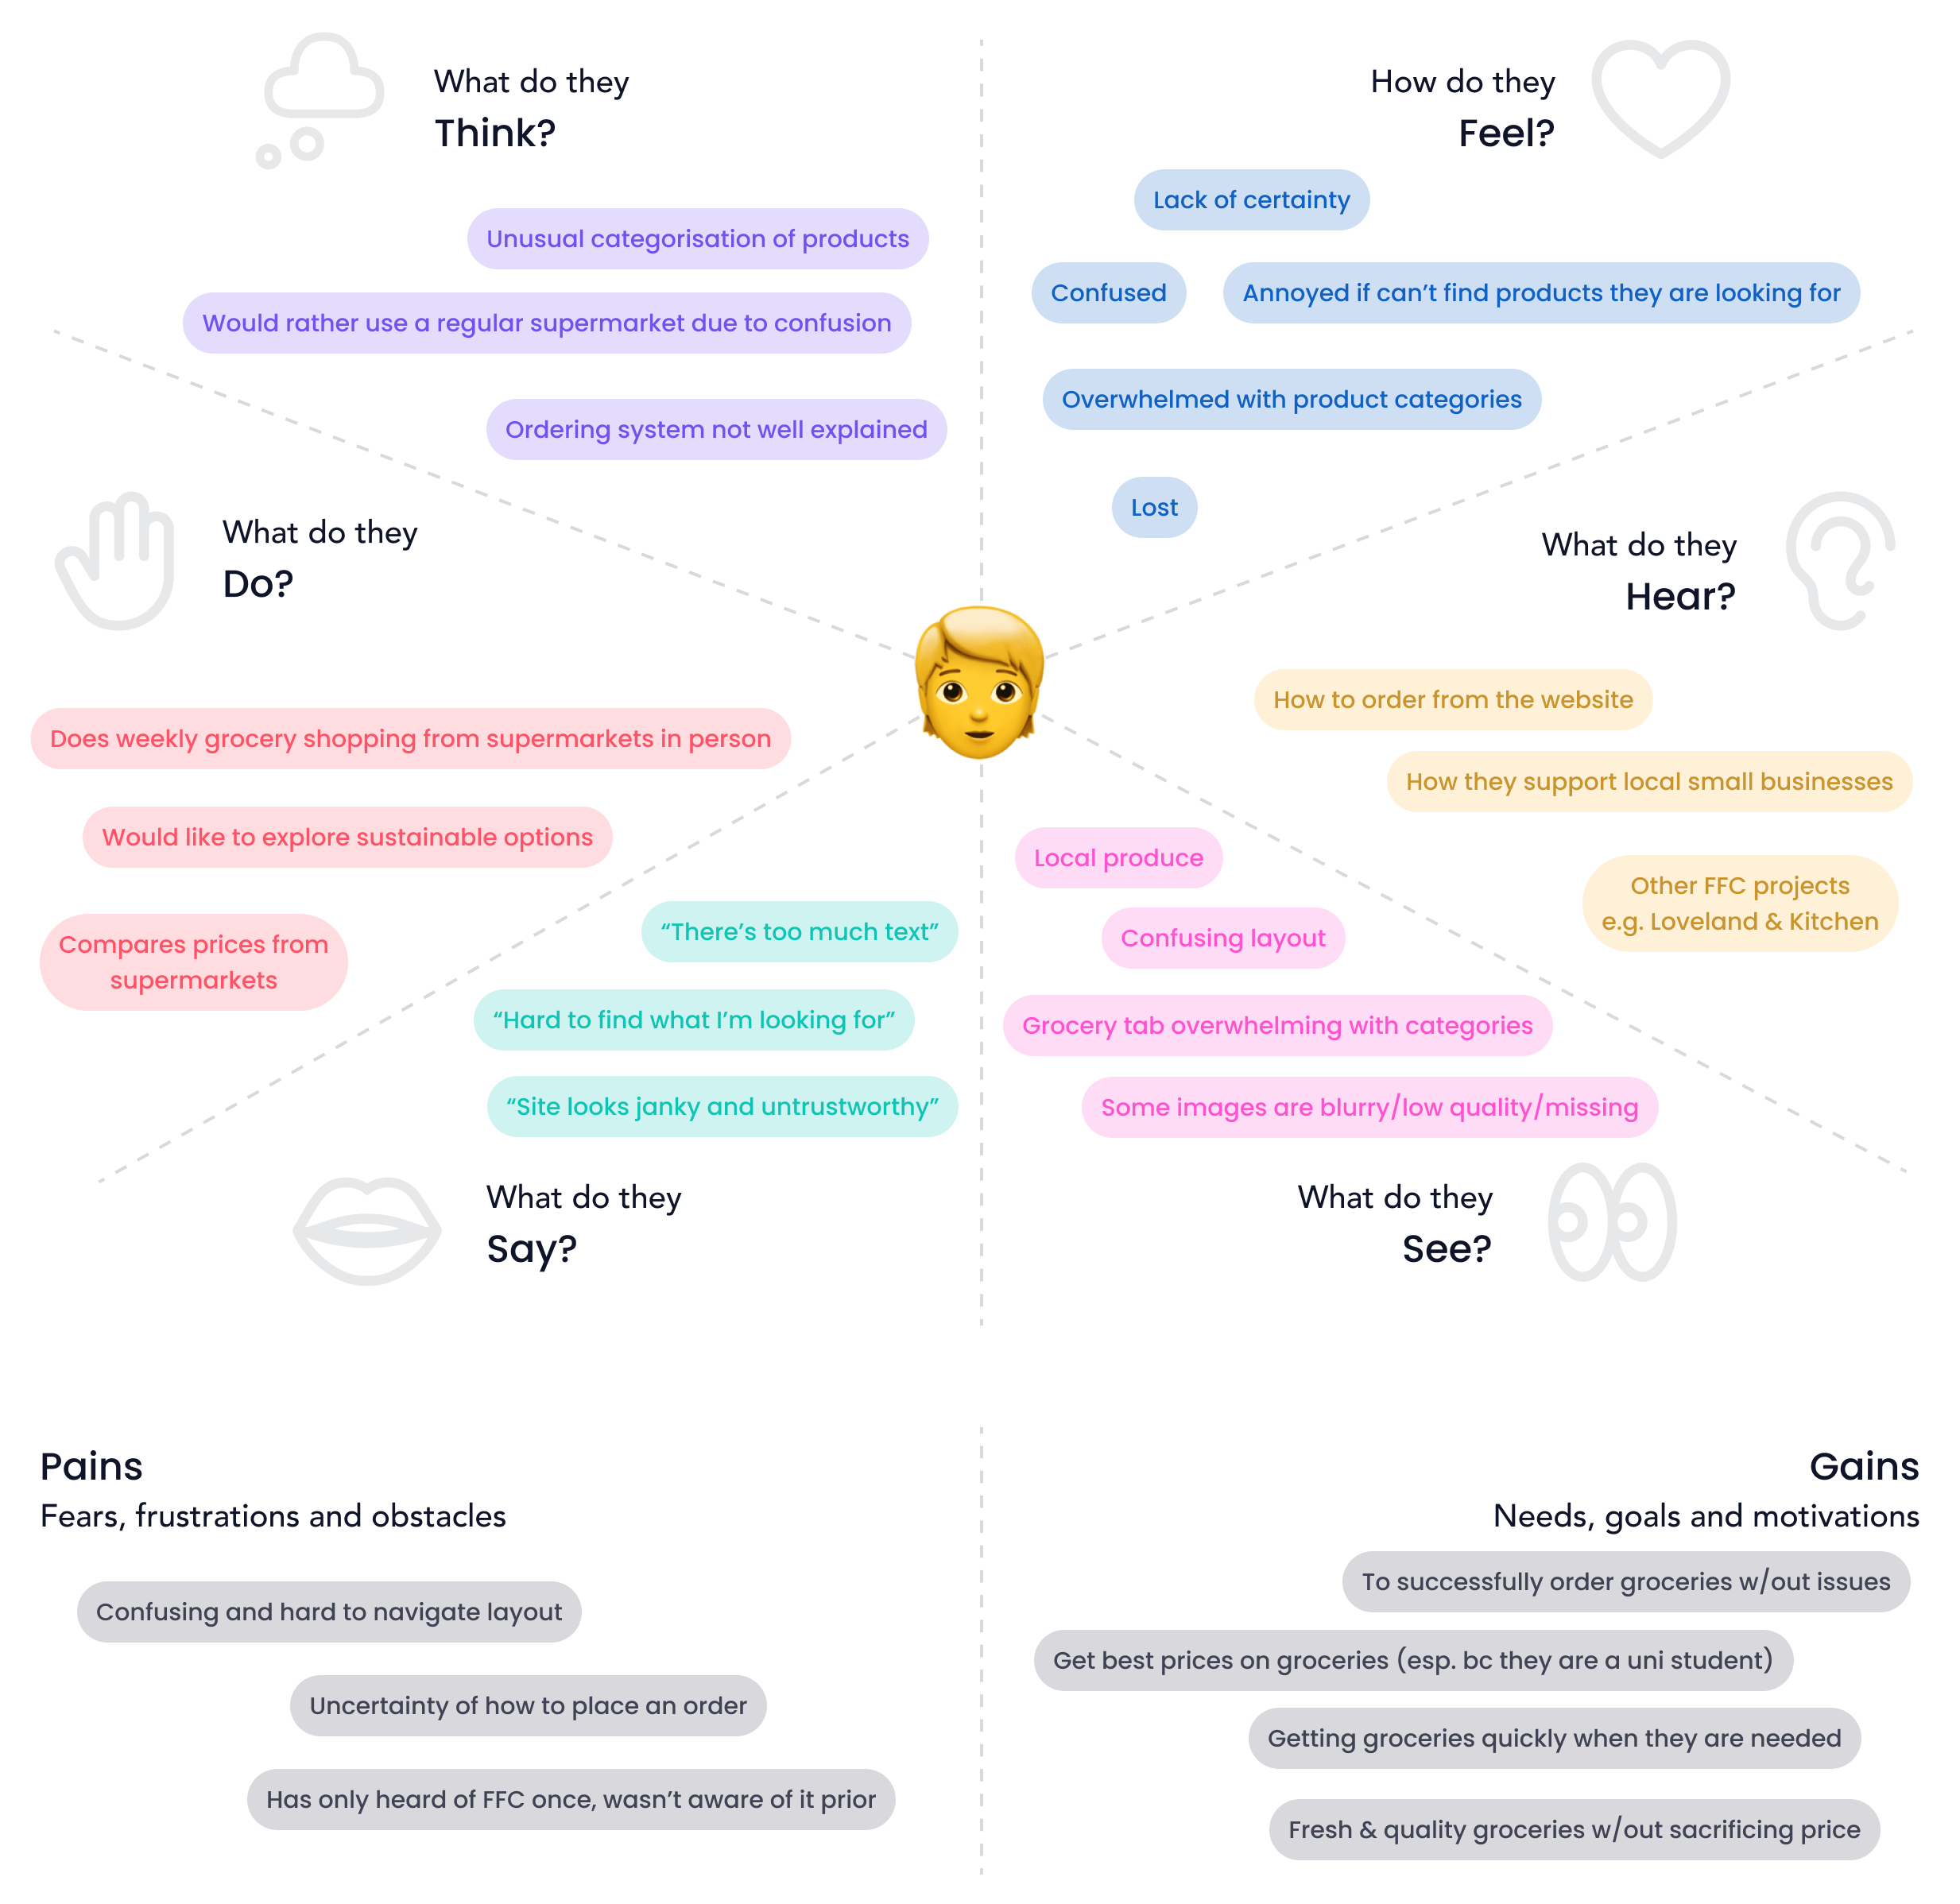 What do they
Think?
Unusual categorisation of products
Would rather use a regular supermarket due to confusion
Ordering system not well explained
How do they
Feel?
Lack of certainty
Confused
Annoyed if can’t find products they are looking for
Overwhelmed with product categories
Lost
What do they
Do?
Does weekly grocery shopping from supermarkets in person
Would like to explore sustainable options
Compares prices from
supermarkets
What do they
Hear?
How to order from the website
How they support local small businesses
Other FFC projects
e.g. Loveland & Kitchen
“There’s too much text”
“Hard to find what I’m looking for”
“Site looks janky and untrustworthy”
What do they
Say?
Local produce
Confusing layout
Grocery tab overwhelming with categories
Some images are blurry/low quality/missing
What do they
See?
Pains
Fears, frustrations and obstacles
Confusing and hard to navigate layout
Uncertainty of how to place an order
Has only heard of FFC once, wasn’t aware of it prior
Gains
Needs, goals and motivations
To successfully order groceries w/out issues
Get best prices on groceries (esp. bc they are a uni student)
Getting groceries quickly when they are needed
Fresh & quality groceries w/out sacrificing price